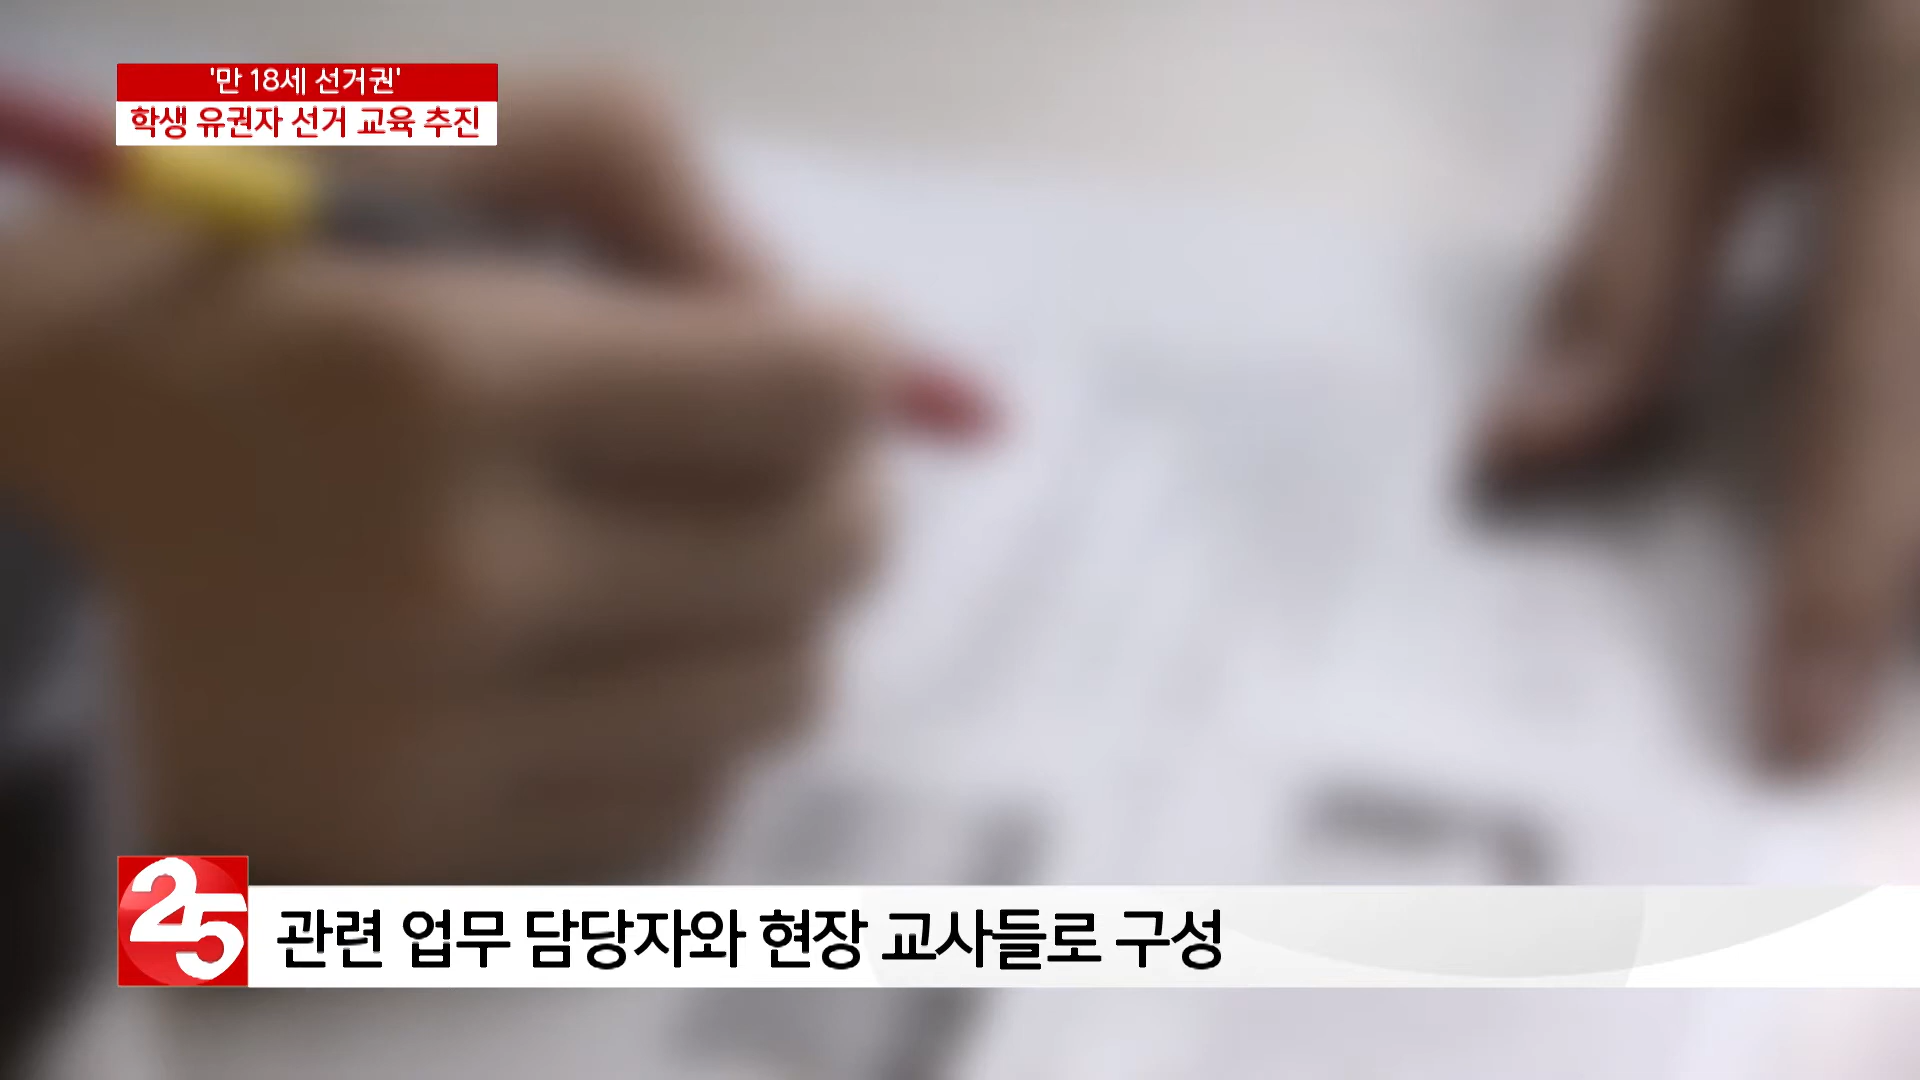 '만 18세 선거권'
학생 유권자 선거 교육 추진
25
관련 업무 담당자와 현장 교사들로 구성